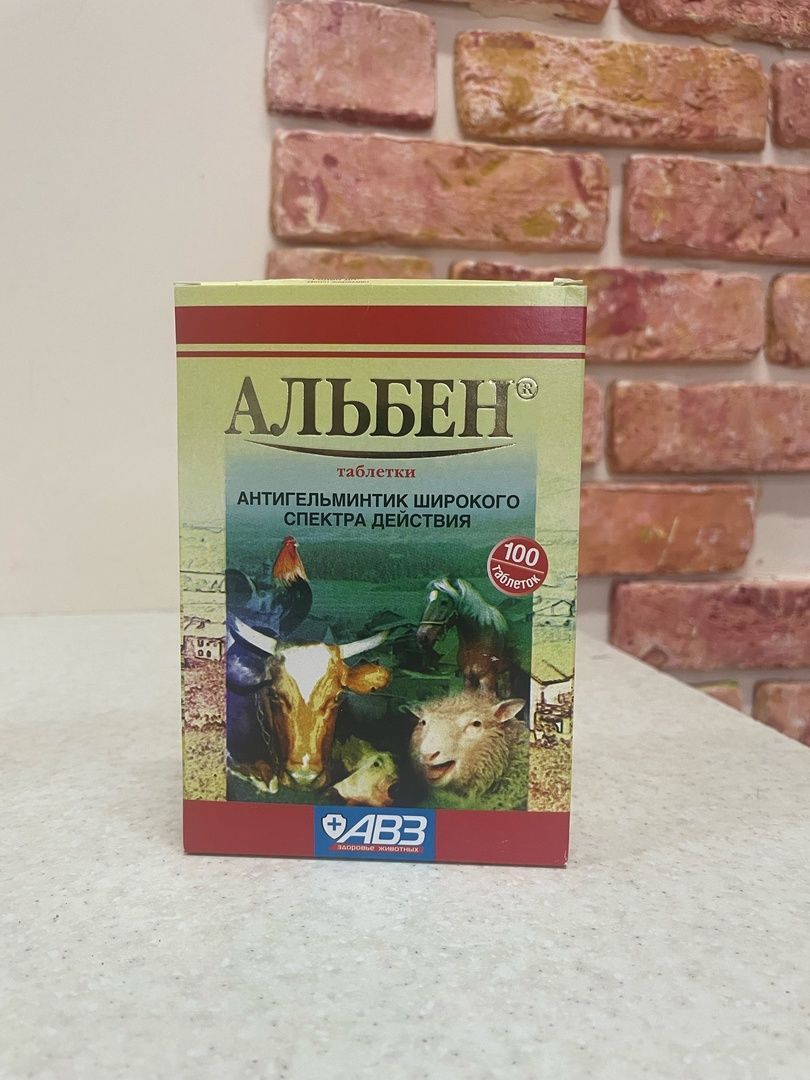 АЛЬБЕН®
таблетки
АНТИГЕЛЬМИНТИК ШИРОКОГО
СПЕКТРА ДЕЙСТВИЯ
100
таблеток
АВЗ
здоровье животных